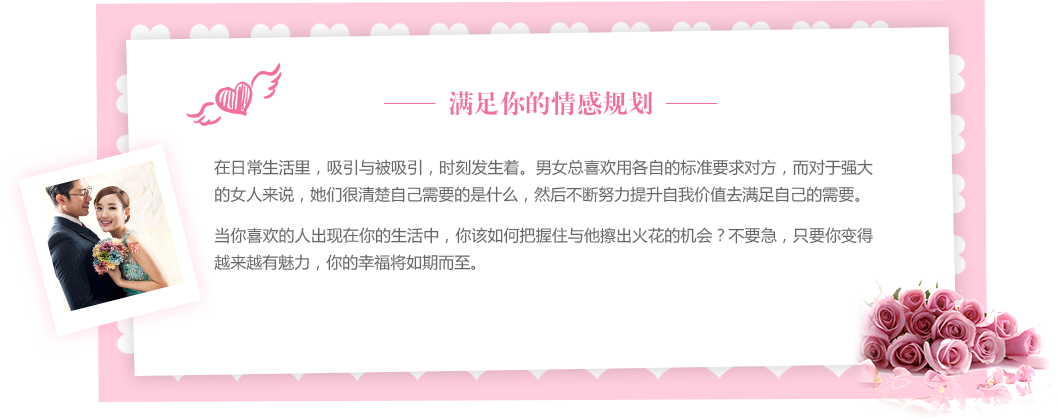 满足你的情感规划
在日常生活里，吸引与被吸引，时刻发生着。男女总喜欢用各自的标准要求对方，而对于强大
的女人来说，她们很清楚自己需要的是什么，然后不断努力提升自我价值去满足自己的需要。
当你喜欢的人出现在你的生活中，你该如何把握住与他擦出火花的机会？不要急，只要你变得
越来越有魅力，你的幸福将如期而至。